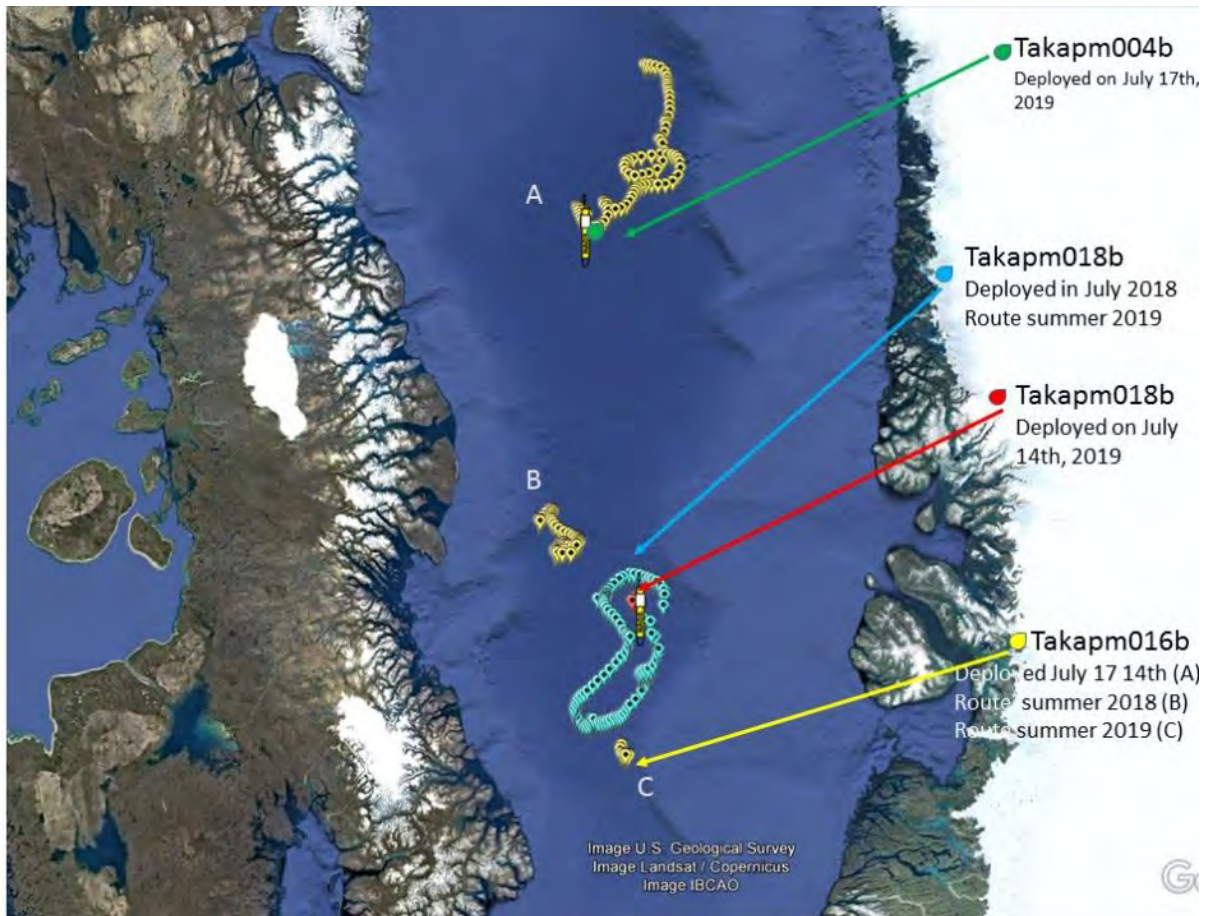 Takapm004b
Deployed on July 17th,
2019
A
Takapm018b
Deployed in July 2018
Route summer 2019
Takapm018b
Deployed on July
14th, 2019
B
Takapm016b
Deployed July 17 14th (A)
Route summer 2018 (B)
Route summer 2019 (C)
C
Image U.S. Geological Survey
Image Landsat / Copernicus
Image IBCAO